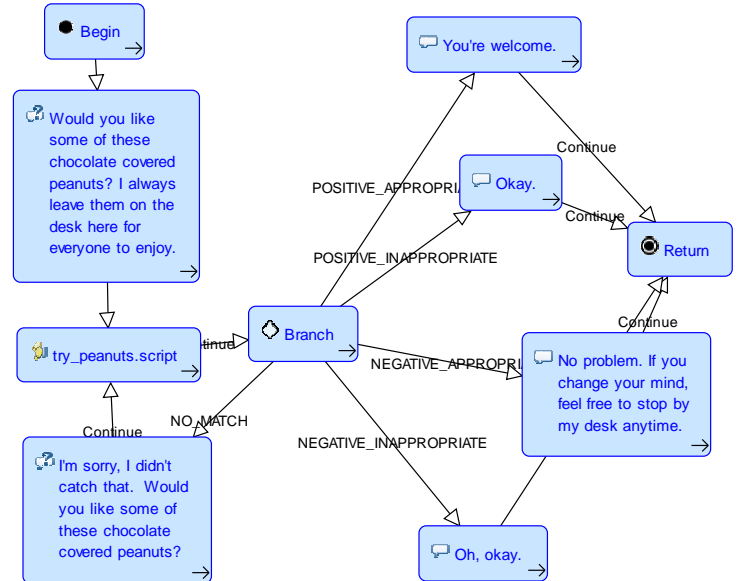 Begin
Would you like
some of these
chocolate covered
peanuts? I always
leave them on the
desk here for
everyone to enjoy.
try_peanuts.script
tinue
Branch
NO_MATCH
Continue
I'm sorry, I didn't
catch that. Would
you like some of
these chocolate
covered peanuts?
POSITIVE_APPROPRI
You're welcome.
Continue
POSITIVE_INAPPROPRIATE
Okay.
Continue
Return
NEGATIVE_APPROPRI
No problem. If you
change your mind,
feel free to stop by
my desk anytime.
Continue
NEGATIVE_INAPPROPRIATE
Oh, okay.